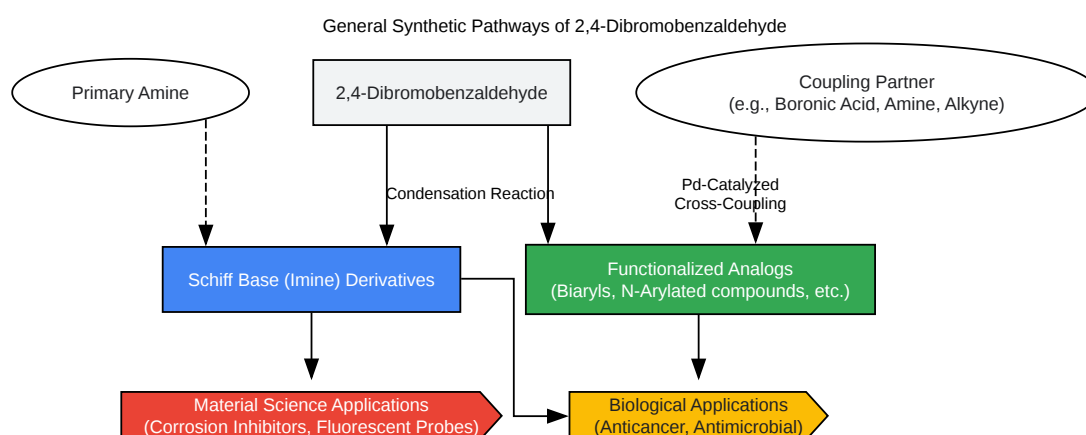 General Synthetic Pathways of 2,4-Dibromobenzaldehyde
Primary Amine
2,4-Dibromobenzaldehyde
Coupling Partner
(e.g., Boronic Acid, Amine, Alkyne)
Condensation Reaction
Pd-Catalyzed
Cross-Coupling
Schiff Base (Imine) Derivatives
Functionalized Analogs
(Biaryls, N-Arylated compounds, etc.)
Material Science Applications
(Corrosion Inhibitors, Fluorescent Probes)
Biological Applications
(Anticancer, Antimicrobial)